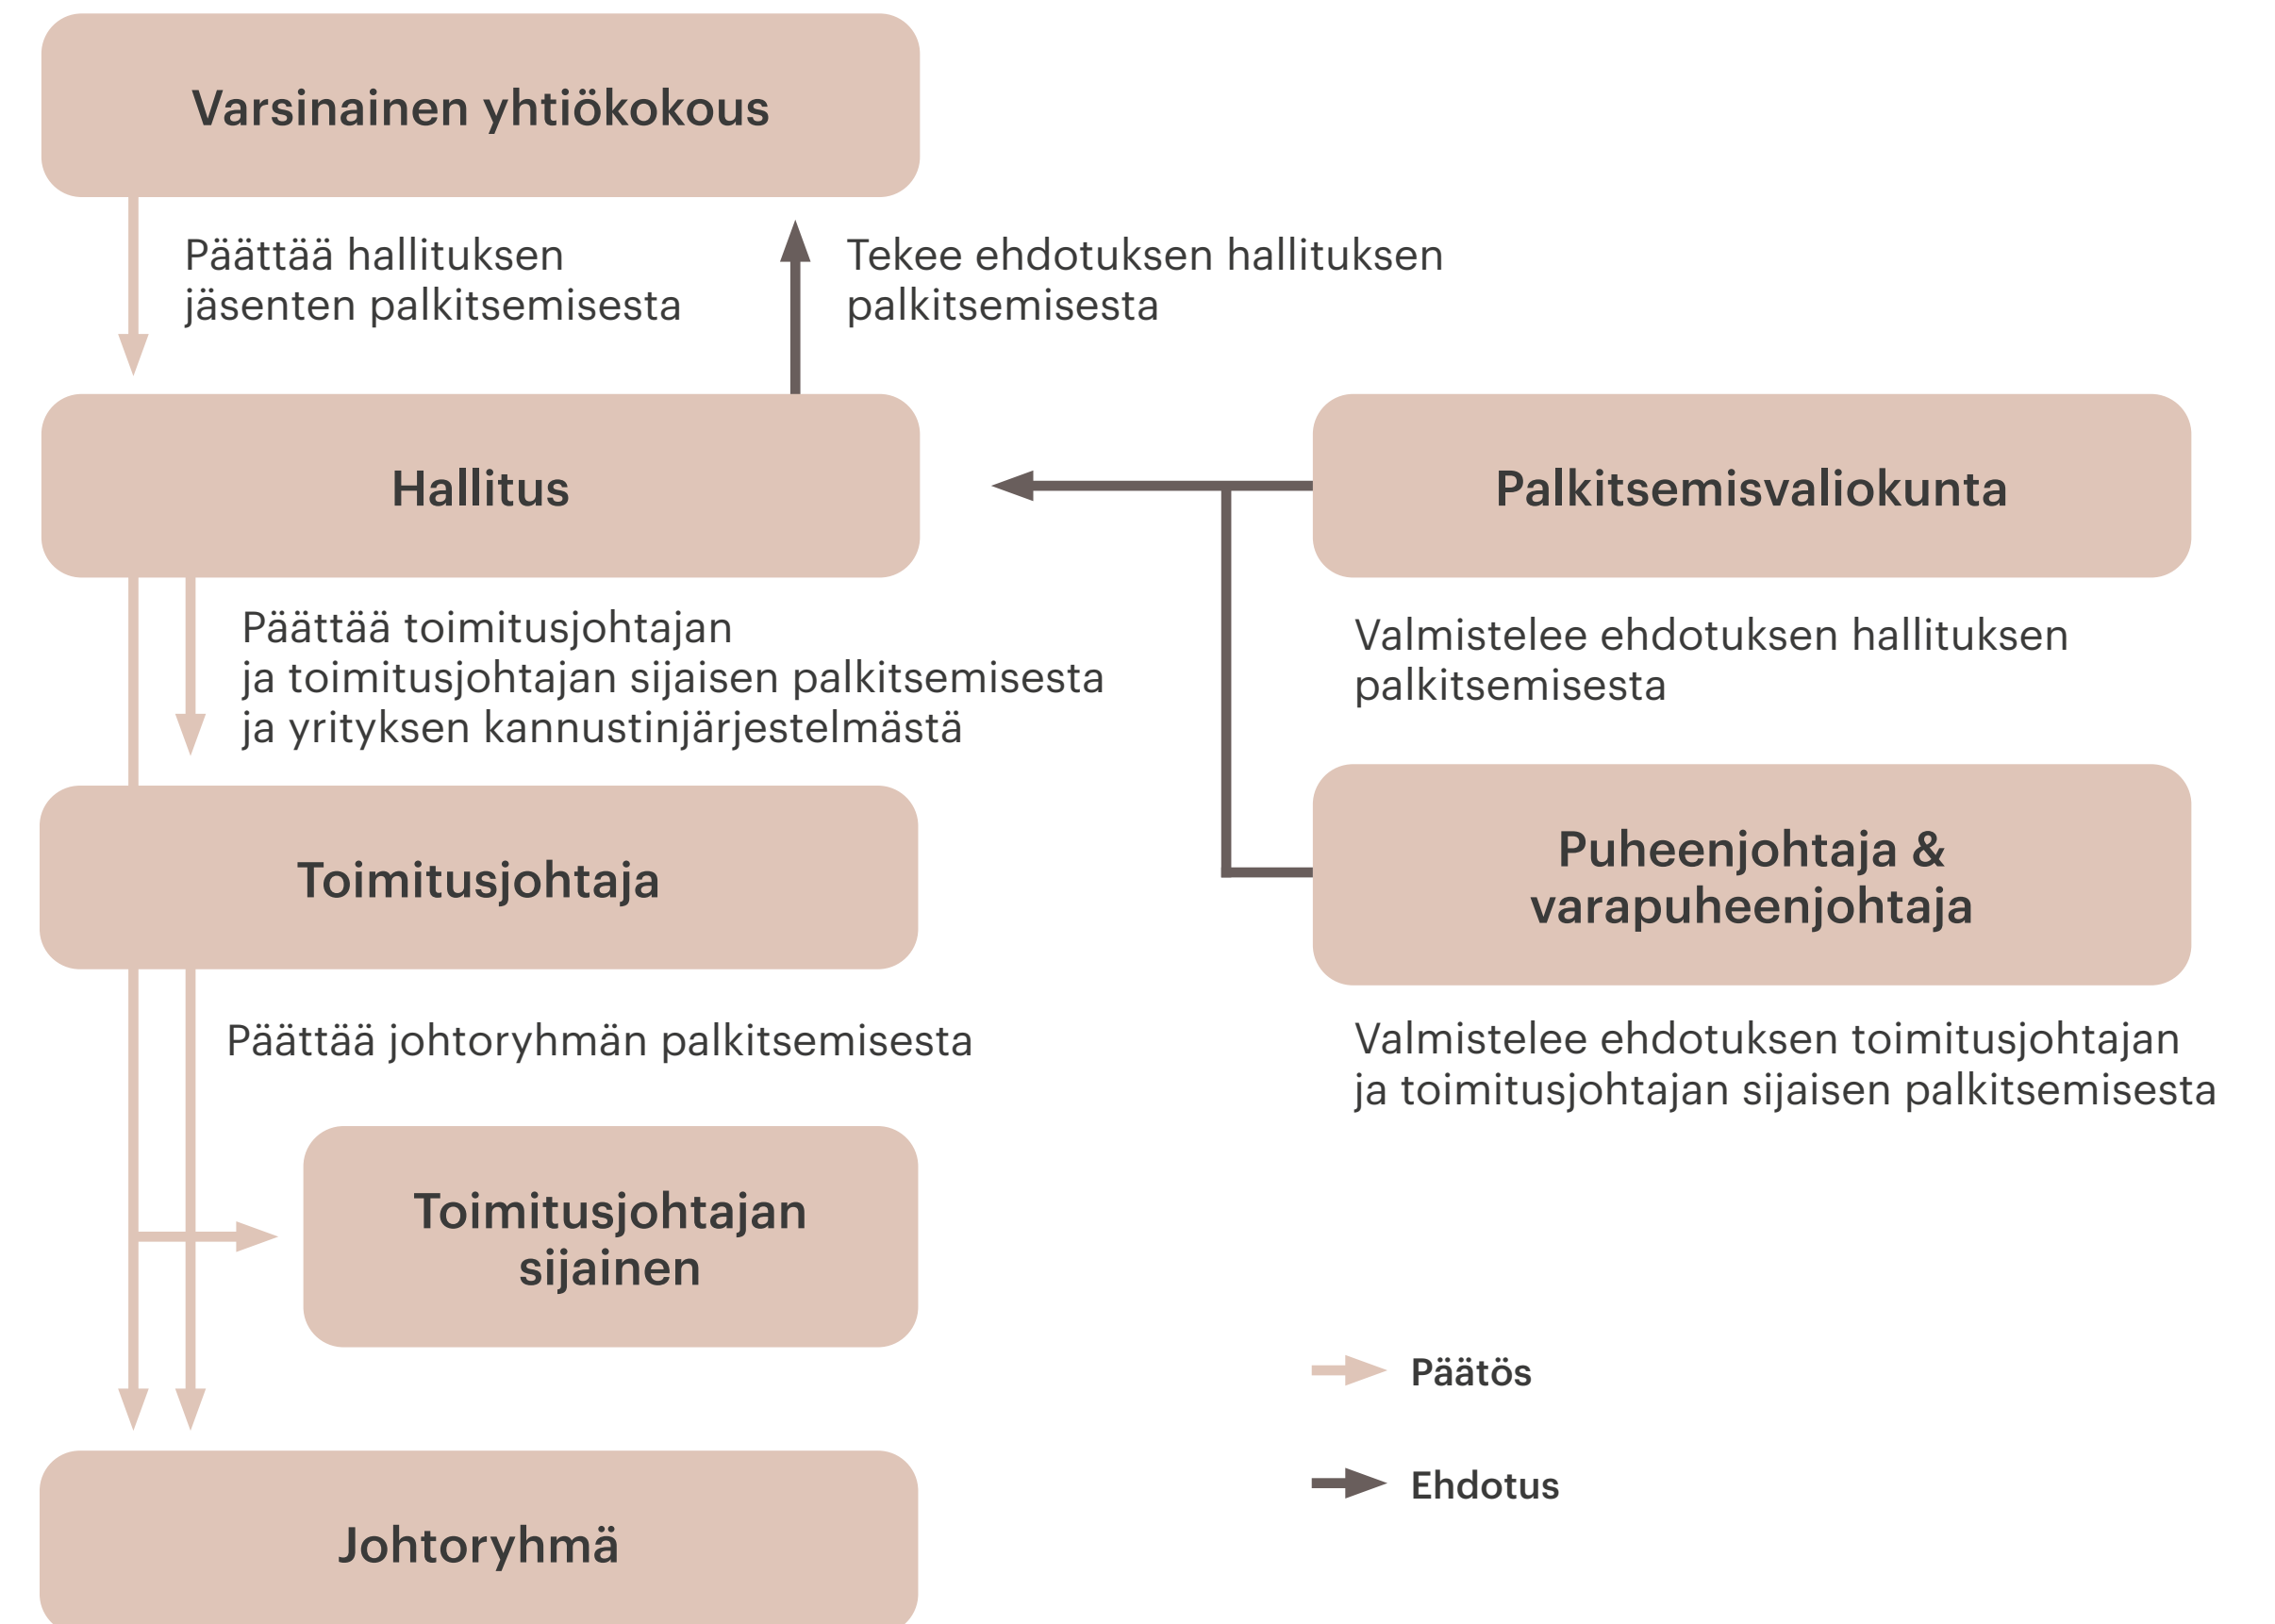 Varsinainen yhtiökokous
Päättää hallituksen
jäsenten palkitsemisesta
Tekee ehdotuksen hallituksen
palkitsemisesta
Hallitus
Palkitsemisvaliokunta
Päättää toimitusjohtajan
ja toimitusjohtajan sijaisen palkitsemisesta
ja yrityksen kannustinjärjestelmästä
Valmistelee ehdotuksen hallituksen
palkitsemisesta
Toimitusjohtaja
Puheenjohtaja &
varapuheenjohtaja
Päättää johtoryhmän palkitsemisesta
Valmistelee ehdotuksen toimitusjohtajan
ja toimitusjohtajan sijaisen palkitsemisesta
Toimitusjohtajan
sijainen
Päätös
Ehdotus
Johtoryhmä